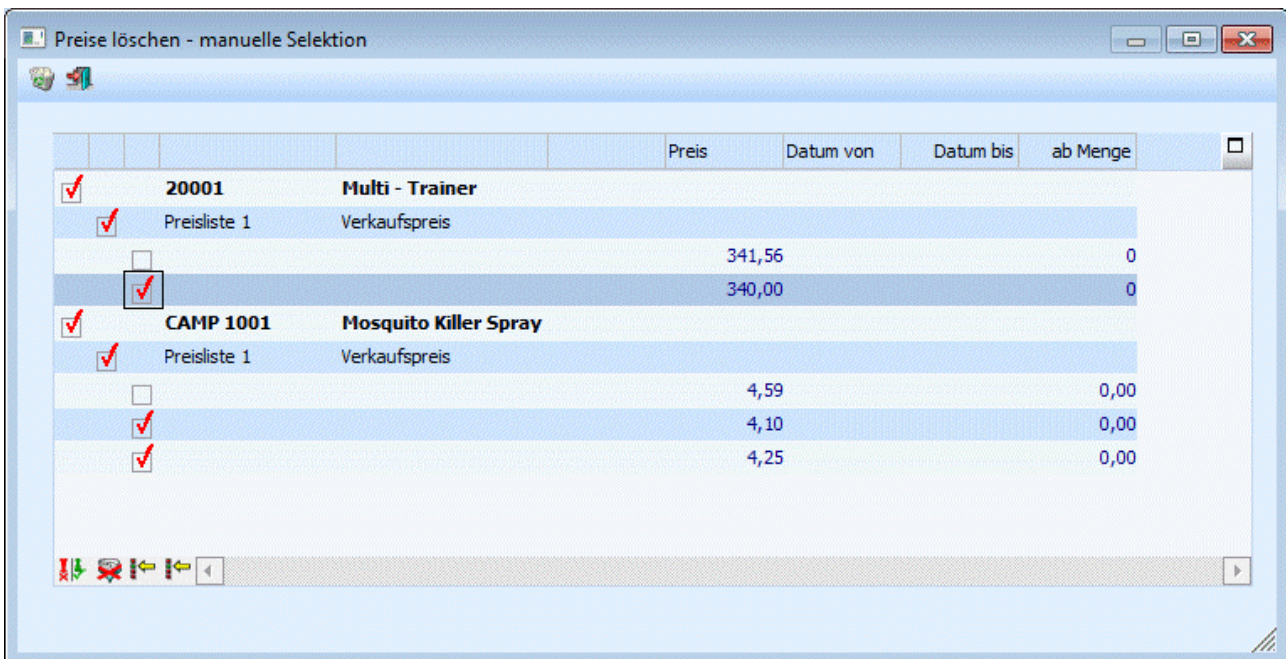 Preise löschen - manuelle Selektion
Preis Datum von Datum bis ab Menge
20001 Multi - Trainer
Preisliste 1 Verkaufspreis
341,56 0
340,00 0
CAMP 1001 Mosquito Killer Spray
Preisliste 1 Verkaufspreis
4,59 0,00
4,10 0,00
4,25 0,00